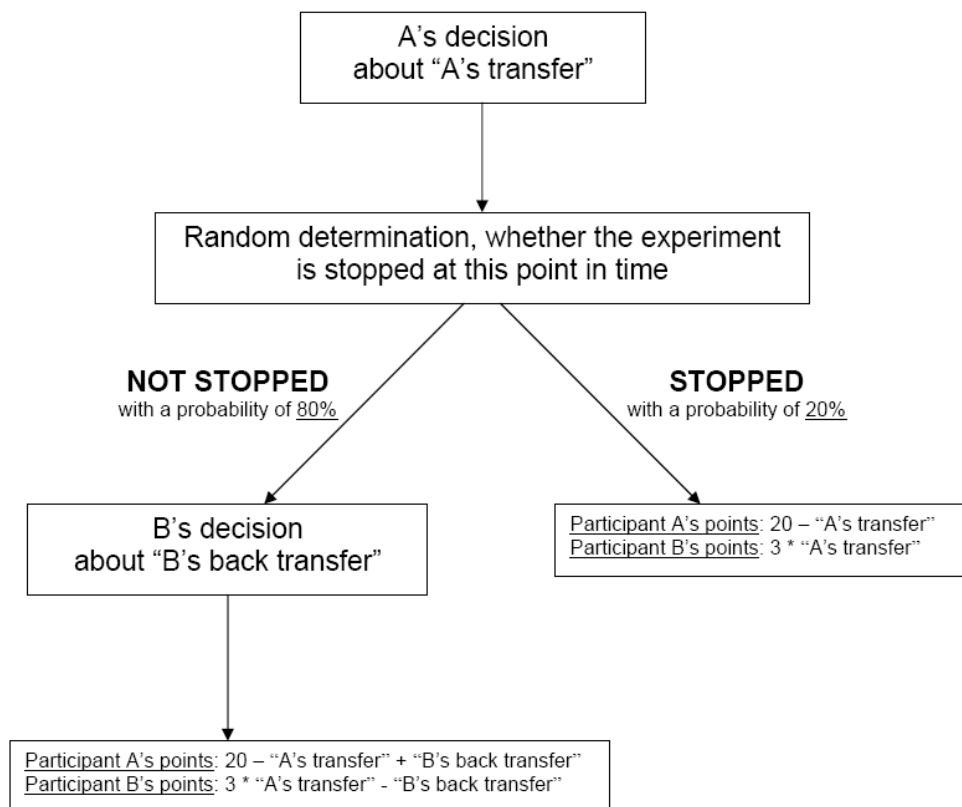 A’s decision
about “A’s transfer”
Random determination, whether the experiment
is stopped at this point in time
NOT STOPPED
with a probability of 80%
STOPPED
with a probability of 20%
B’s decision
about “B’s back transfer”
Participant A’s points: 20 – “A’s transfer”
Participant B’s points: 3 * “A’s transfer”
Participant A’s points: 20 – “A’s transfer” + “B’s back transfer”
Participant B’s points: 3 * “A’s transfer” - “B’s back transfer”